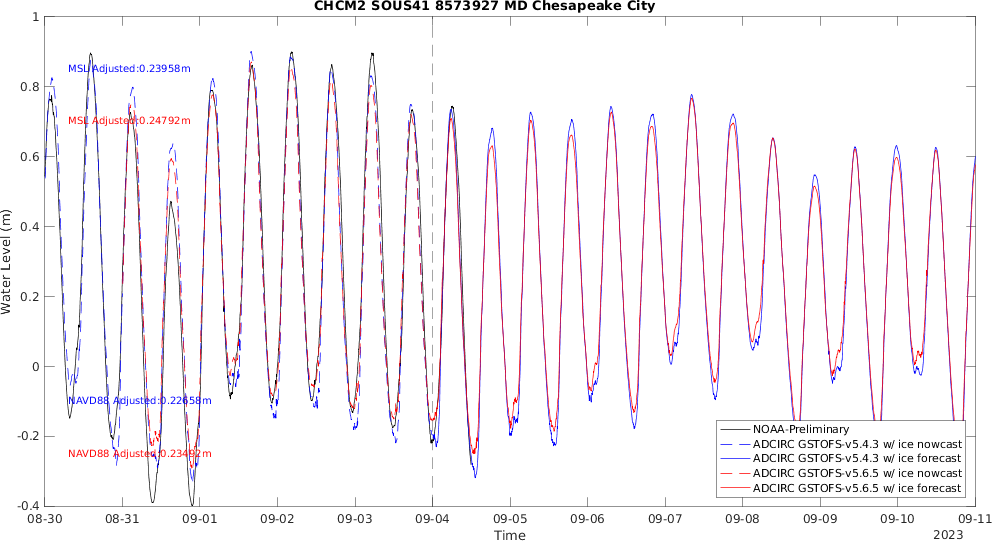 CHCM2 SOUS41 8573927 MD Chesapeake City
1
0.8
0.6
0.4
0.2
0
-0.2
-0.4
Water Level (m)
MSL Adjusted:0.23958m
MSL Adjusted:0.24792m
NAVD88 Adjusted:0.22658m
NAVD88 Adjusted:0.23492m
NOAA-Preliminary
ADCIRC GSTOFS-v5.4.3 w/ ice nowcast
ADCIRC GSTOFS-v5.4.3 w/ ice forecast
ADCIRC GSTOFS-v5.6.5 w/ ice nowcast
ADCIRC GSTOFS-v5.6.5 w/ ice forecast
08-30 08-31 09-01 09-02 09-03 09-04 09-05 09-06 09-07 09-08 09-09 09-10 09-11
Time
2023